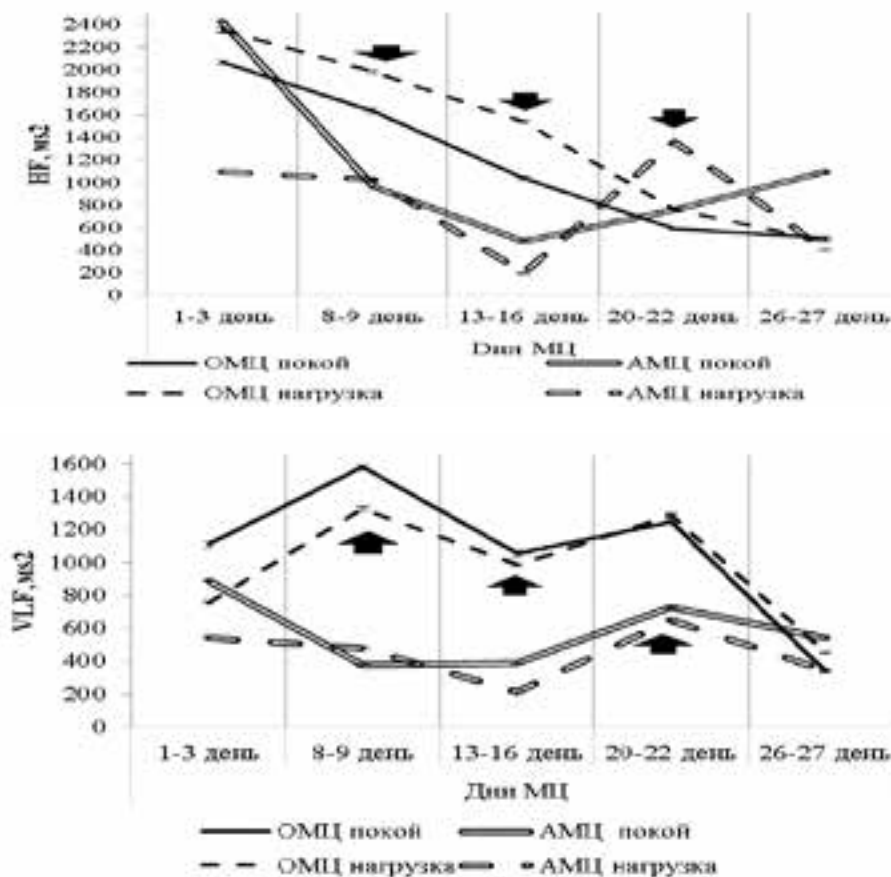 2400
2200
2000
1800
1600
1400
1200
1000
800
600
400
200
0
HF, ms2
1-3 день 8-9 день 13-16 день 20-22 день 26-27 день
Dни МЦ
ОМЦ покой АМЦ покой
ОМЦ нагрузка АМЦ нагрузка
1600
1400
1200
1000
800
600
400
200
0
VLF,ms2
1-3 день 8-9 день 13-16 день 20-22 день 26-27 день
Дни МЦ
ОМЦ покой АМЦ покой
ОМЦ нагрузка АМЦ нагрузка